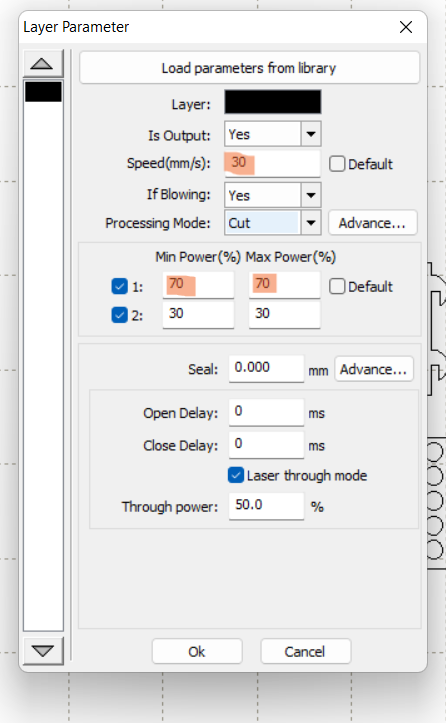 Layer Parameter
Load parameters from library
Layer:
Is Output: Yes
Speed(mm/s): 30 Default
If Blowing: Yes
Processing Mode: Cut Advance...
Min Power(%) Max Power(%)
1: 70 70 Default
2: 30 30
Seal: 0.000 mm Advance...
Open Delay: 0 ms
Close Delay: 0 ms
Laser through mode
Through power: 50.0 %
Ok Cancel